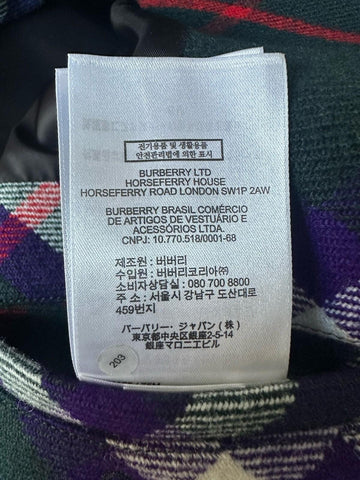 전기용품 및 생활용품
안전관리법에 의한 표시
BURBERRY LTD
HORSEFERRY HOUSE
HORSEFERRY ROAD LONDON SW1P 2AW
BURBERRY BRASIL COMÉRCIO
DE ARTIGOS DE VESTUÁRIO E
ACESSÓRIOS LTDA.
CNPJ: 10.770.518/0001-68
제조원 : 버버리
수입원 : 버버리코리아㈜
소비자상담실 : 080 700 8800
주소 : 서울시 강남구 도산대로
459번지
バーバリー・ジャパン(株)
東京都中央区銀座2-5-14
銀座マロニエビル
203